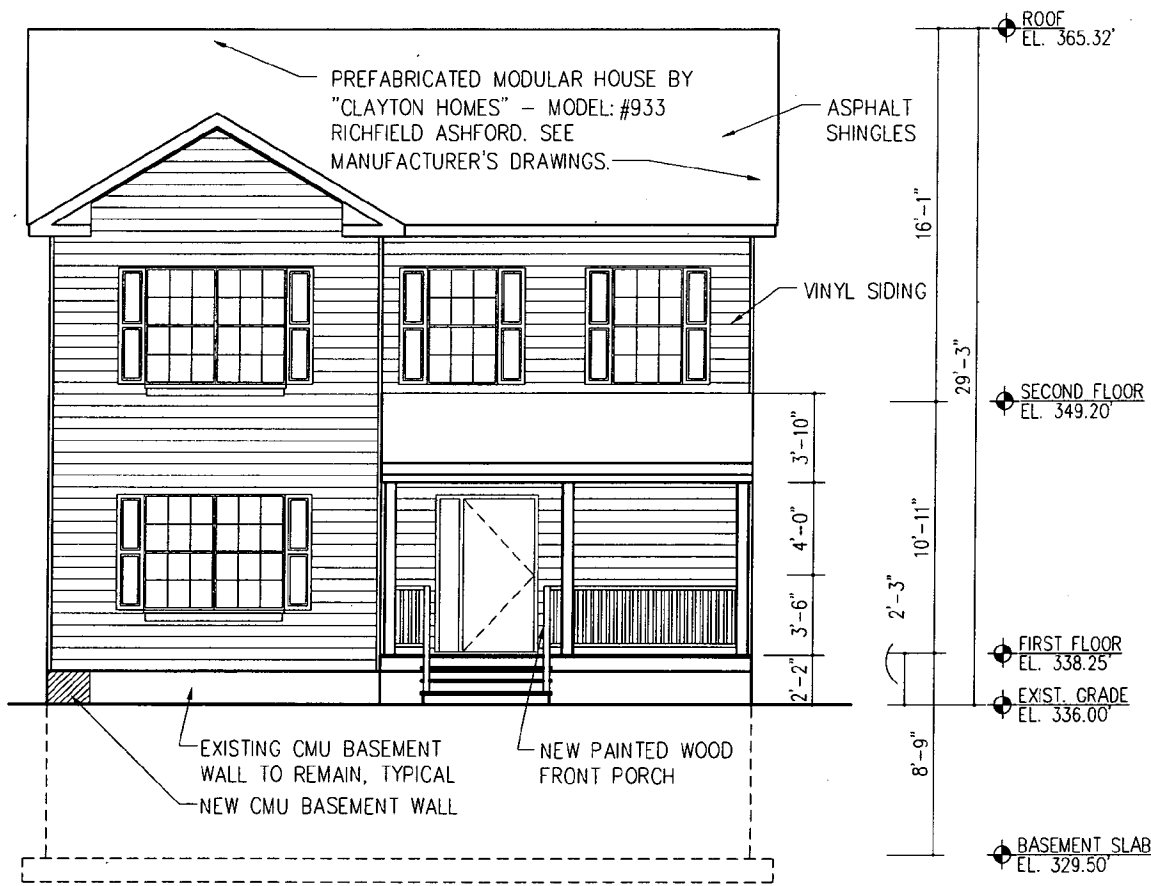 ROOF
EL. 365.32'
PREFABRICATED MODULAR HOUSE BY
"CLAYTON HOMES" – MODEL: #933
RICHFIELD ASHFORD. SEE
MANUFACTURER'S DRAWINGS.
ASPHALT
SHINGLES
16'-1"
VINYL SIDING
29'-3"
SECOND FLOOR
EL. 349.20'
3'-10"
4'-0"
10'-11"
3'-6"
2'-3"
2'-2"
FIRST FLOOR
EL. 338.25'
EXIST. GRADE
EL. 336.00'
EXISTING CMU BASEMENT
WALL TO REMAIN, TYPICAL
NEW CMU BASEMENT WALL
NEW PAINTED WOOD
FRONT PORCH
8'-9"
BASEMENT SLAB
EL. 329.50'